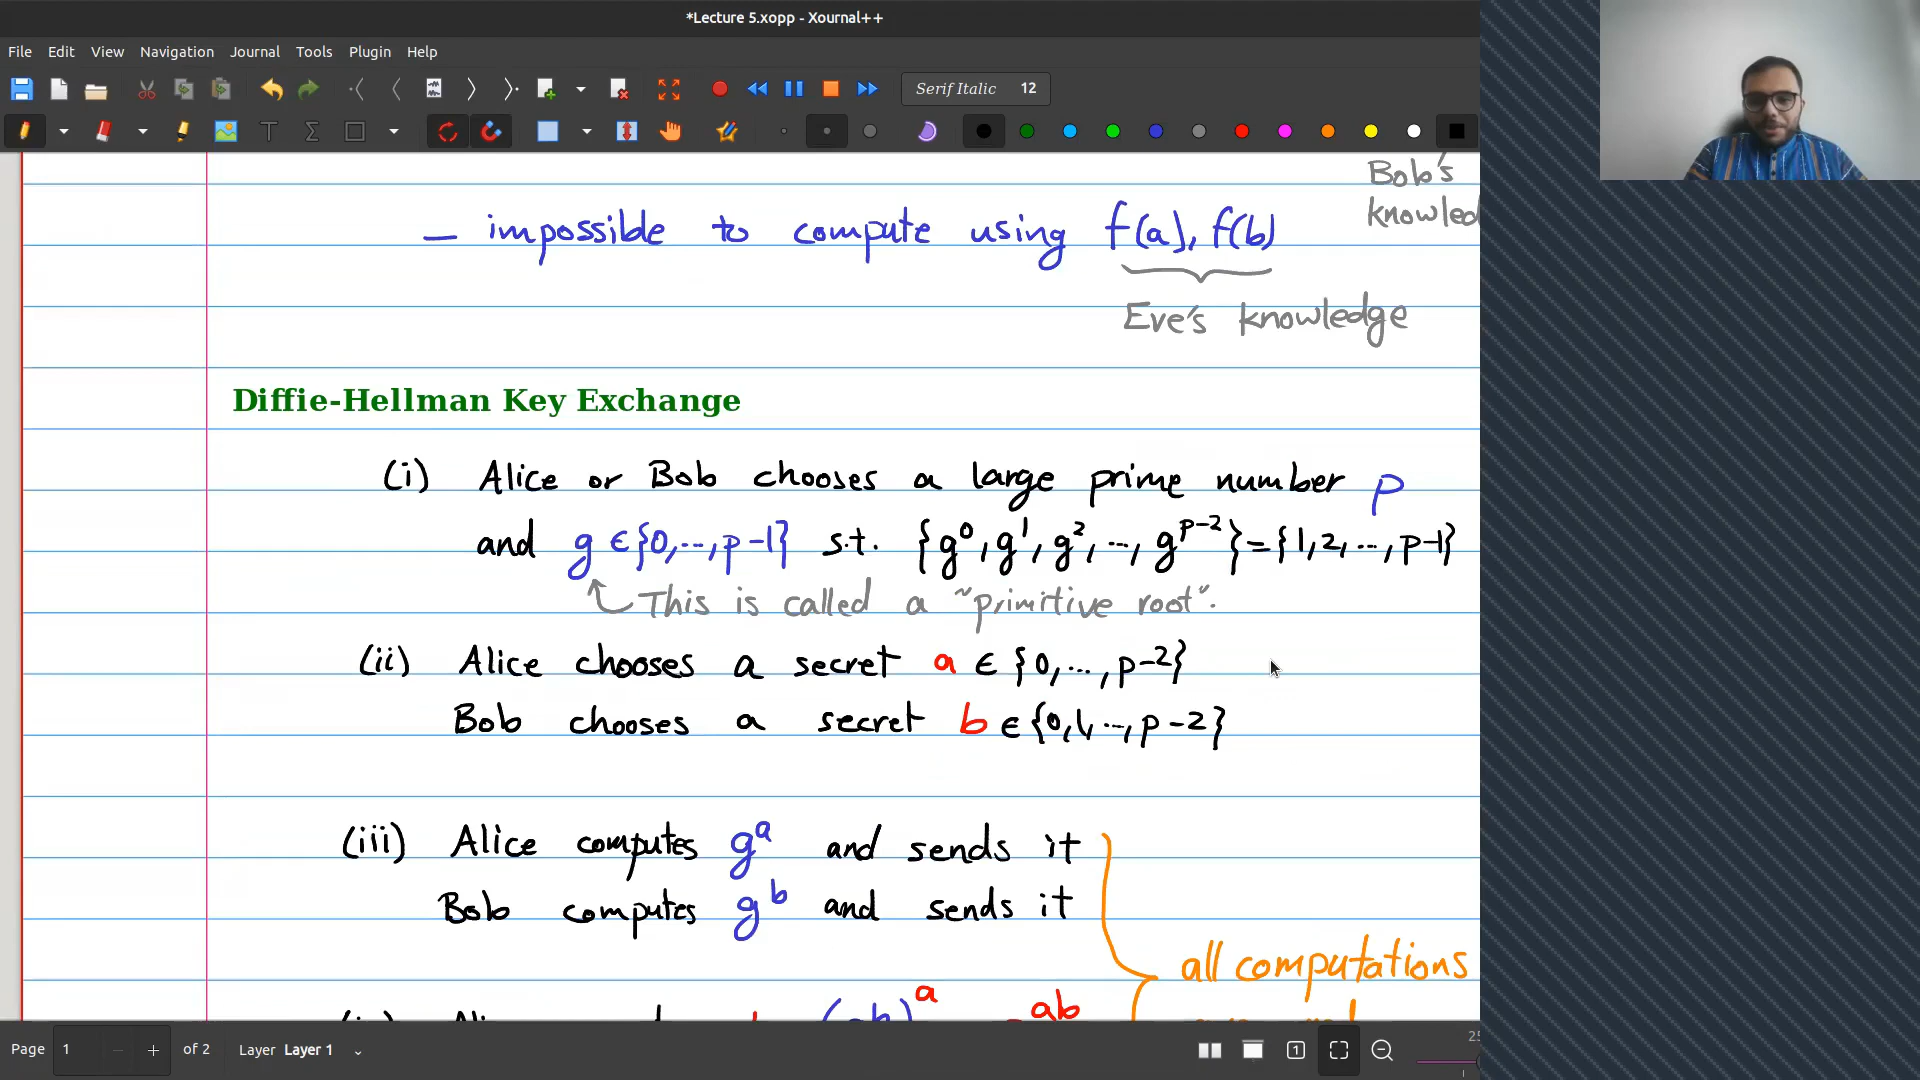 *Lecture 5.xopp - Xournal++
File Edit View Navigation Journal Tools Plugin Help
Serif Italic 12
Bob's
knowled
— impossible to compute using f(a), f(b)
Eve's knowledge
Diffie-Hellman Key Exchange
(i) Alice or Bob chooses a large prime number p
and g ∈ {0, ..., p-1} s.t. {g⁰, g¹, g², ..., g^{p-2}} = {1, 2, ..., p-1}
This is called a "primitive root".
(ii) Alice chooses a secret a ∈ {0, ..., p-2}
Bob chooses a secret b ∈ {0, 1, ..., p-2}
(iii) Alice computes g^a and sends it
Bob computes g^b and sends it
all computations
(g^b)^a
ab
Page 1 of 2 Layer Layer 1